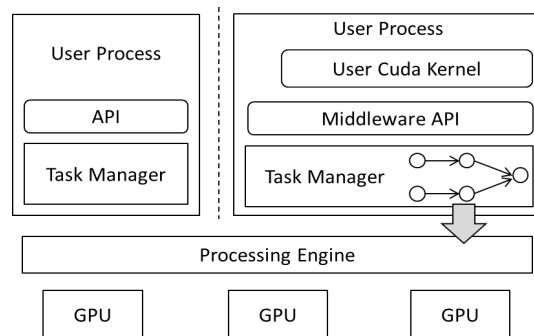 User Process
API
Task Manager
User Process
User Cuda Kernel
Middleware API
Task Manager
Processing Engine
GPU
GPU
GPU